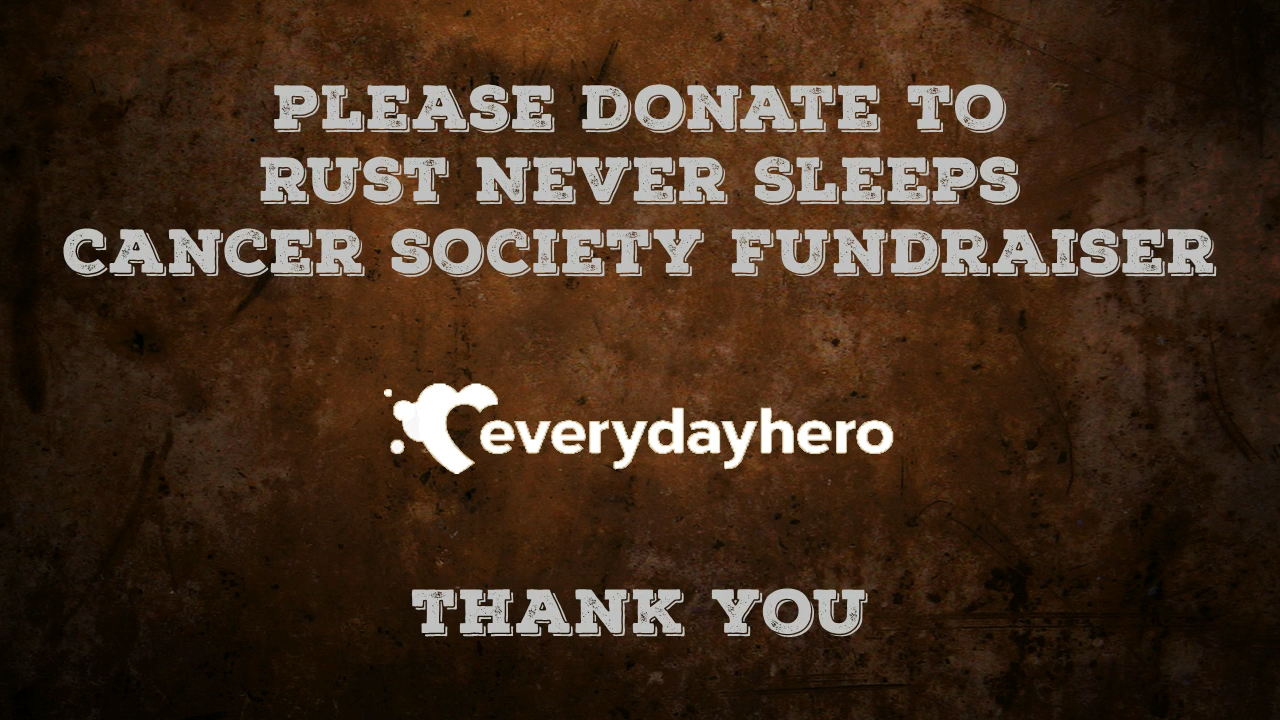 PLEASE DONATE TO
RUST NEVER SLEEPS
CANCER SOCIETY FUNDRAISER
everydayhero
THANK YOU